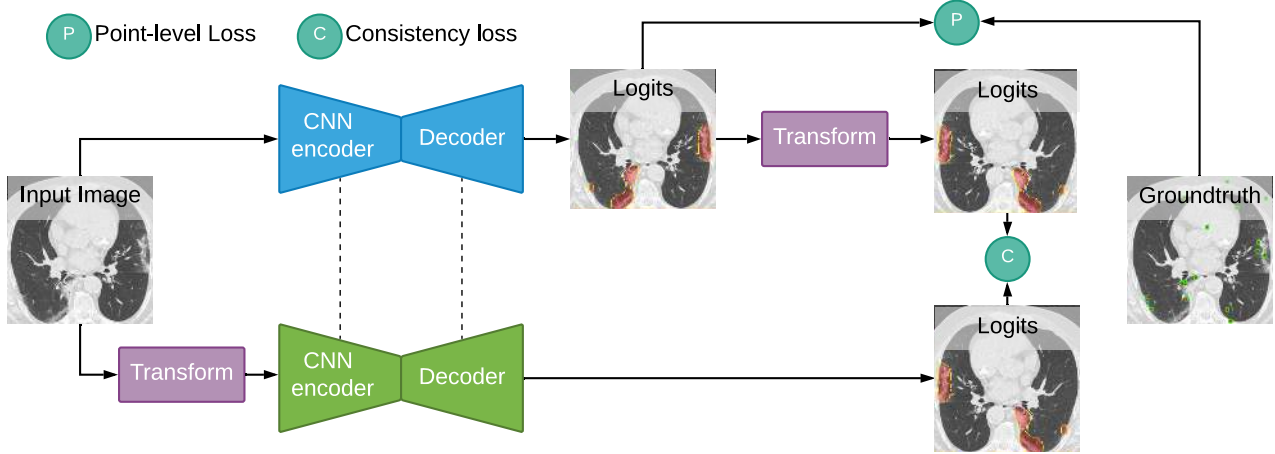 P Point-level Loss
C Consistency loss
P
Logits
Logits
CNN
encoder
Decoder
Transform
Input Image
Groundtruth
C
Logits
Transform
CNN
encoder
Decoder